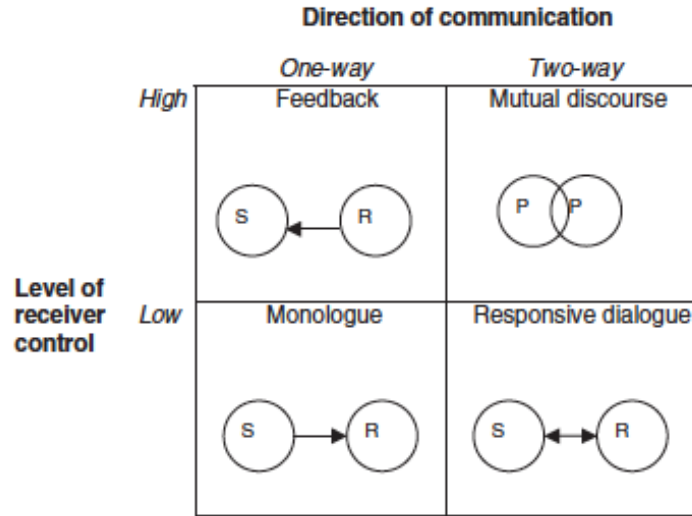 Direction of communication
One-way Two-way
High Feedback Mutual discourse
S R P P
Level of
receiver
control
Low Monologue Responsive dialogue
S R S R